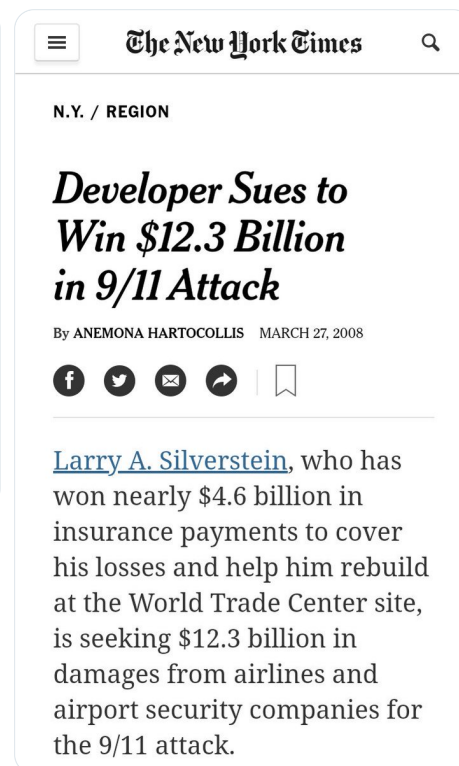 The New York Times
N.Y. / REGION
Developer Sues to
Win $12.3 Billion
in 9/11 Attack
By ANEMONA HARTOCOLLIS MARCH 27, 2008
Larry A. Silverstein, who has
won nearly $4.6 billion in
insurance payments to cover
his losses and help him rebuild
at the World Trade Center site,
is seeking $12.3 billion in
damages from airlines and
airport security companies for
the 9/11 attack.